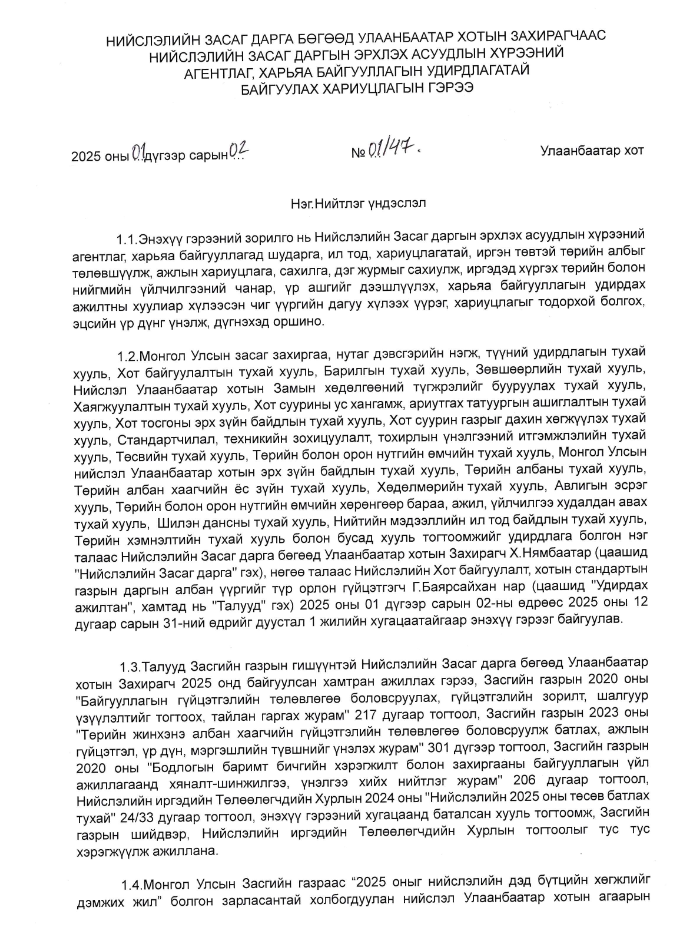 НИЙСЛЭЛИЙН ЗАСАГ ДАРГА БӨГӨӨД УЛААНБААТАР ХОТЫН ЗАХИРАГЧААС
НИЙСЛЭЛИЙН ЗАСАГ ДАРГЫН ЭРХЛЭХ АСУУДЛЫН ХҮРЭЭНИЙ
АГЕНТЛАГ, ХАРЬЯА БАЙГУУЛЛАГЫН УДИРДЛАГАТАЙ
БАЙГУУЛАХ ХАРИУЦЛАГЫН ГЭРЭЭ
2025 оны 01 дүгээр сарын 02 № 01/47. Улаанбаатар хот
Нэг.Нийтлэг үндэслэл
1.1.Энэхүү гэрээний зорилго нь Нийслэлийн Засаг даргын эрхлэх асуудлын хүрээний
агентлаг, харьяа байгууллагад шударга, ил тод, хариуцлагатай, иргэн төвтэй төрийн албыг
төлөвшүүлж, ажлын хариуцлага, сахилга, дэг журмыг сахиулж, иргэдэд хүргэх төрийн болон
нийгмийн үйлчилгээний чанар, үр ашгийг дээшлүүлэх, харьяа байгууллагын удирдах
ажилтны хуулиар хүлээсэн чиг үүргийн дагуу хүлээх үүрэг, хариуцлагыг тодорхой болгох,
эцсийн үр дүнг үнэлж, дүгнэхэд оршино.
1.2.Монгол Улсын засаг захиргаа, нутаг дэвсгэрийн нэгж, түүний удирдлагын тухай
хууль, Хот байгуулалтын тухай хууль, Барилгын тухай хууль, Зөвшөөрлийн тухай хууль,
Нийслэл Улаанбаатар хотын Замын хөдөлгөөний түгжрэлийг бууруулах тухай хууль,
Хаягжуулалтын тухай хууль, Хот суурины ус хангамж, ариутгах татуургын ашиглалтын тухай
хууль, Хот тосгоны эрх зүйн байдлын тухай хууль, Хот суурин газрыг дахин хөгжүүлэх тухай
хууль, Стандартчилал, техникийн зохицуулалт, тохирлын үнэлгээний итгэмжлэлийн тухай
хууль, Төсвийн тухай хууль, Төрийн болон орон нутгийн өмчийн тухай хууль, Монгол Улсын
нийслэл Улаанбаатар хотын эрх зүйн байдлын тухай хууль, Төрийн албаны тухай хууль,
Төрийн албан хаагчийн ёс зүйн тухай хууль, Хөдөлмөрийн тухай хууль, Авлигын эсрэг
хууль, Төрийн болон орон нутгийн өмчийн хөрөнгөөр бараа, ажил, үйлчилгээ худалдан авах
тухай хууль, Шилэн дансны тухай хууль, Нийтийн мэдээллийн ил тод байдлын тухай хууль,
Төрийн хэмнэлтийн тухай хууль болон бусад хууль тогтоомжийг удирдлага болгон нэг
талаас Нийслэлийн Засаг дарга бөгөөд Улаанбаатар хотын Захирагч Х.Нямбаатар (цаашид
"Нийслэлийн Засаг дарга" гэх), нөгөө талаас Нийслэлийн Хот байгуулалт, хотын стандартын
газрын даргын албан үүргийг түр орлон гүйцэтгэгч Г.Баярсайхан нар (цаашид "Удирдах
ажилтан", хамтад нь "Талууд" гэх) 2025 оны 01 дүгээр сарын 02-ны өдрөөс 2025 оны 12
дугаар сарын 31-ний өдрийг дуустал 1 жилийн хугацаатайгаар энэхүү гэрээг байгуулав.
1.3.Талууд Засгийн газрын гишүүнтэй Нийслэлийн Засаг дарга бөгөөд Улаанбаатар
хотын Захирагч 2025 онд байгуулсан хамтран ажиллах гэрээ, Засгийн газрын 2020 оны
"Байгууллагын гүйцэтгэлийн төлөвлөгөө боловсруулах, гүйцэтгэлийн зорилт, шалгуур
үзүүлэлтийг тогтоох, тайлан гаргах журам" 217 дугаар тогтоол, Засгийн газрын 2023 оны
"Төрийн жинхэнэ албан хаагчийн гүйцэтгэлийн төлөвлөгөө боловсруулж батлах, ажлын
гүйцэтгэл, үр дүн, мэргэшлийн түвшнийг үнэлэх журам" 301 дүгээр тогтоол, Засгийн газрын
2020 оны "Бодлогын баримт бичгийн хэрэгжилт болон захиргааны байгууллагын үйл
ажиллагаанд хяналт-шинжилгээ, үнэлгээ хийх нийтлэг журам" 206 дугаар тогтоол,
Нийслэлийн иргэдийн Төлөөлөгчдийн Хурлын 2024 оны "Нийслэлийн 2025 оны төсөв батлах
тухай" 24/33 дугаар тогтоол, энэхүү гэрээний хугацаанд баталсан хууль тогтоомж, Засгийн
газрын шийдвэр, Нийслэлийн иргэдийн Төлөөлөгчдийн Хурлын тогтоолыг тус тус
хэрэгжүүлж ажиллана.
1.4.Монгол Улсын Засгийн газраас “2025 оныг нийслэлийн дэд бүтцийн хөгжлийг
дэмжих жил” болгон зарласантай холбогдуулан нийслэл Улаанбаатар хотын агаарын